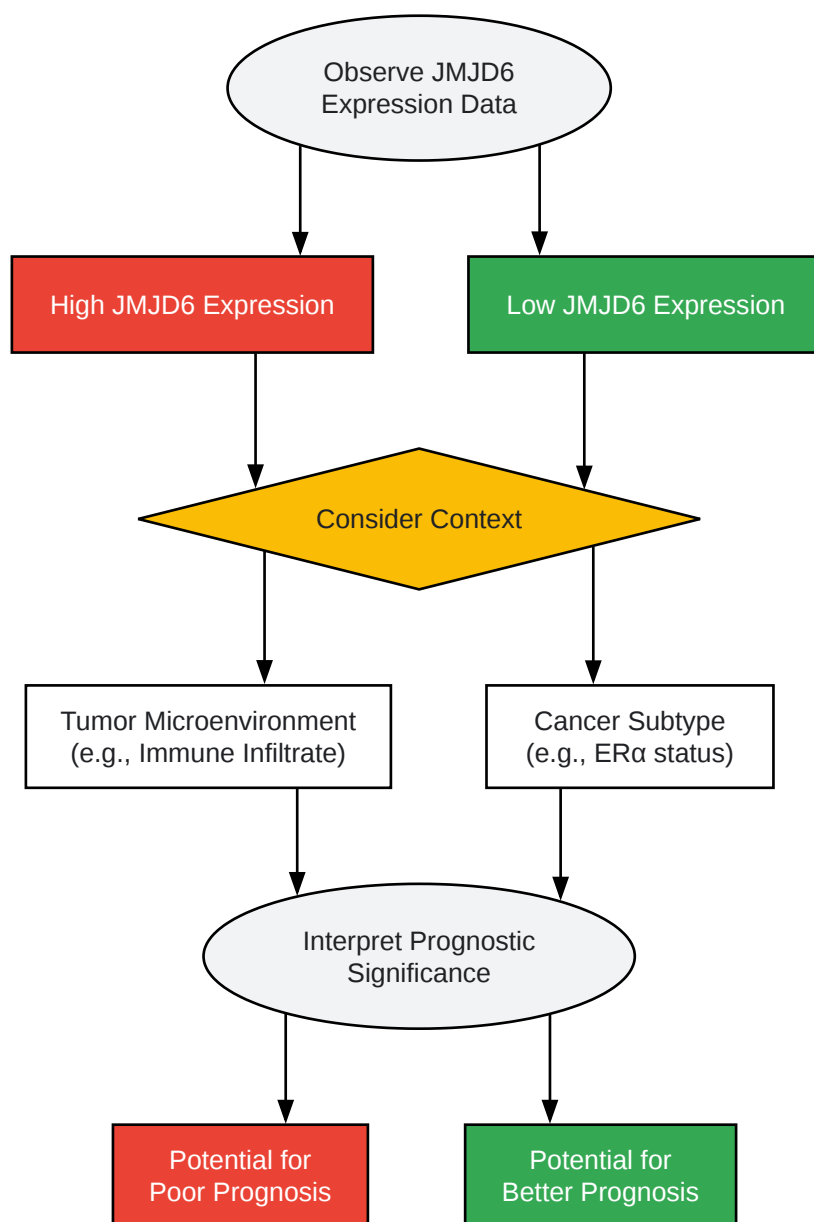 Observe JMJD6
Expression Data
High JMJD6 Expression
Low JMJD6 Expression
Consider Context
Tumor Microenvironment
(e.g., Immune Infiltrate)
Cancer Subtype
(e.g., ERα status)
Interpret Prognostic
Significance
Potential for
Poor Prognosis
Potential for
Better Prognosis